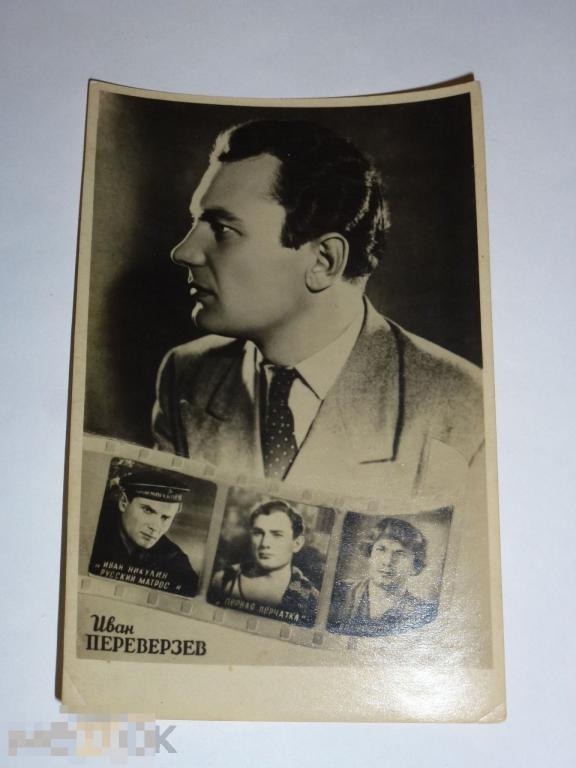 „ ИВАН НИКУЛИН
РУССКИЙ МАТРОС "
„ ПЕРВАЯ ПЕРЧАТКА "
Иван
ПЕРЕВЕРЗЕВ